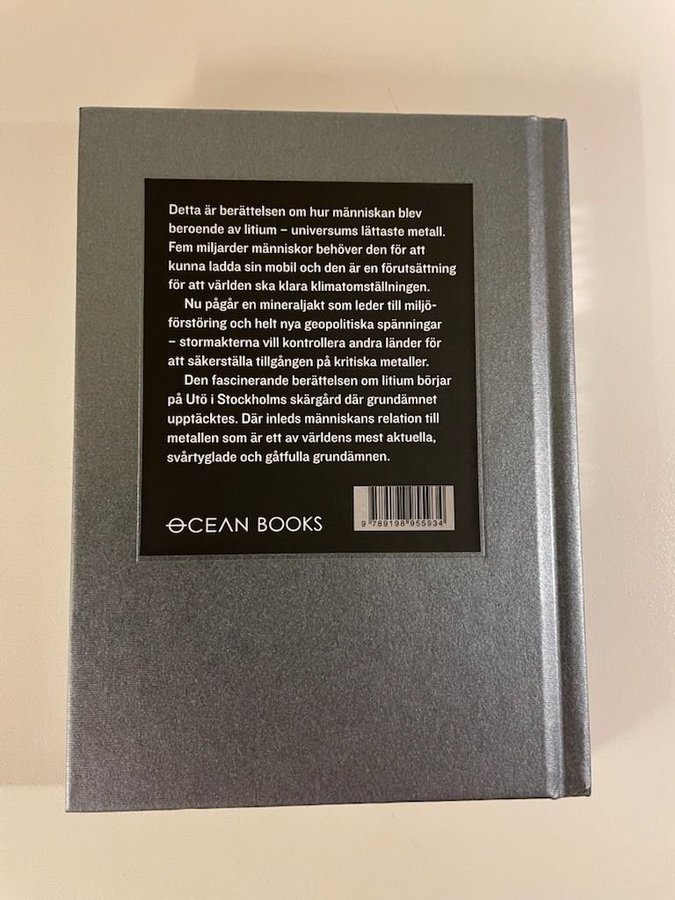 Detta är berättelsen om hur människan blev
beroende av litium – universums lättaste metall.
Fem miljarder människor behöver den för att
kunna ladda sin mobil och den är en förutsättning
för att världen ska klara klimatomställningen.
Nu pågår en mineraljakt som leder till miljö-
förstöring och helt nya geopolitiska spänningar
– stormakterna vill kontrollera andra länder för
att säkerställa tillgången på kritiska metaller.
Den fascinerande berättelsen om litium börjar
på Utö i Stockholms skärgård där grundämnet
upptäcktes. Där inleds människans relation till
metallen som är ett av världens mest aktuella,
svårtyglade och gåtfulla grundämnen.
OCEAN BOOKS
9 789198 955934